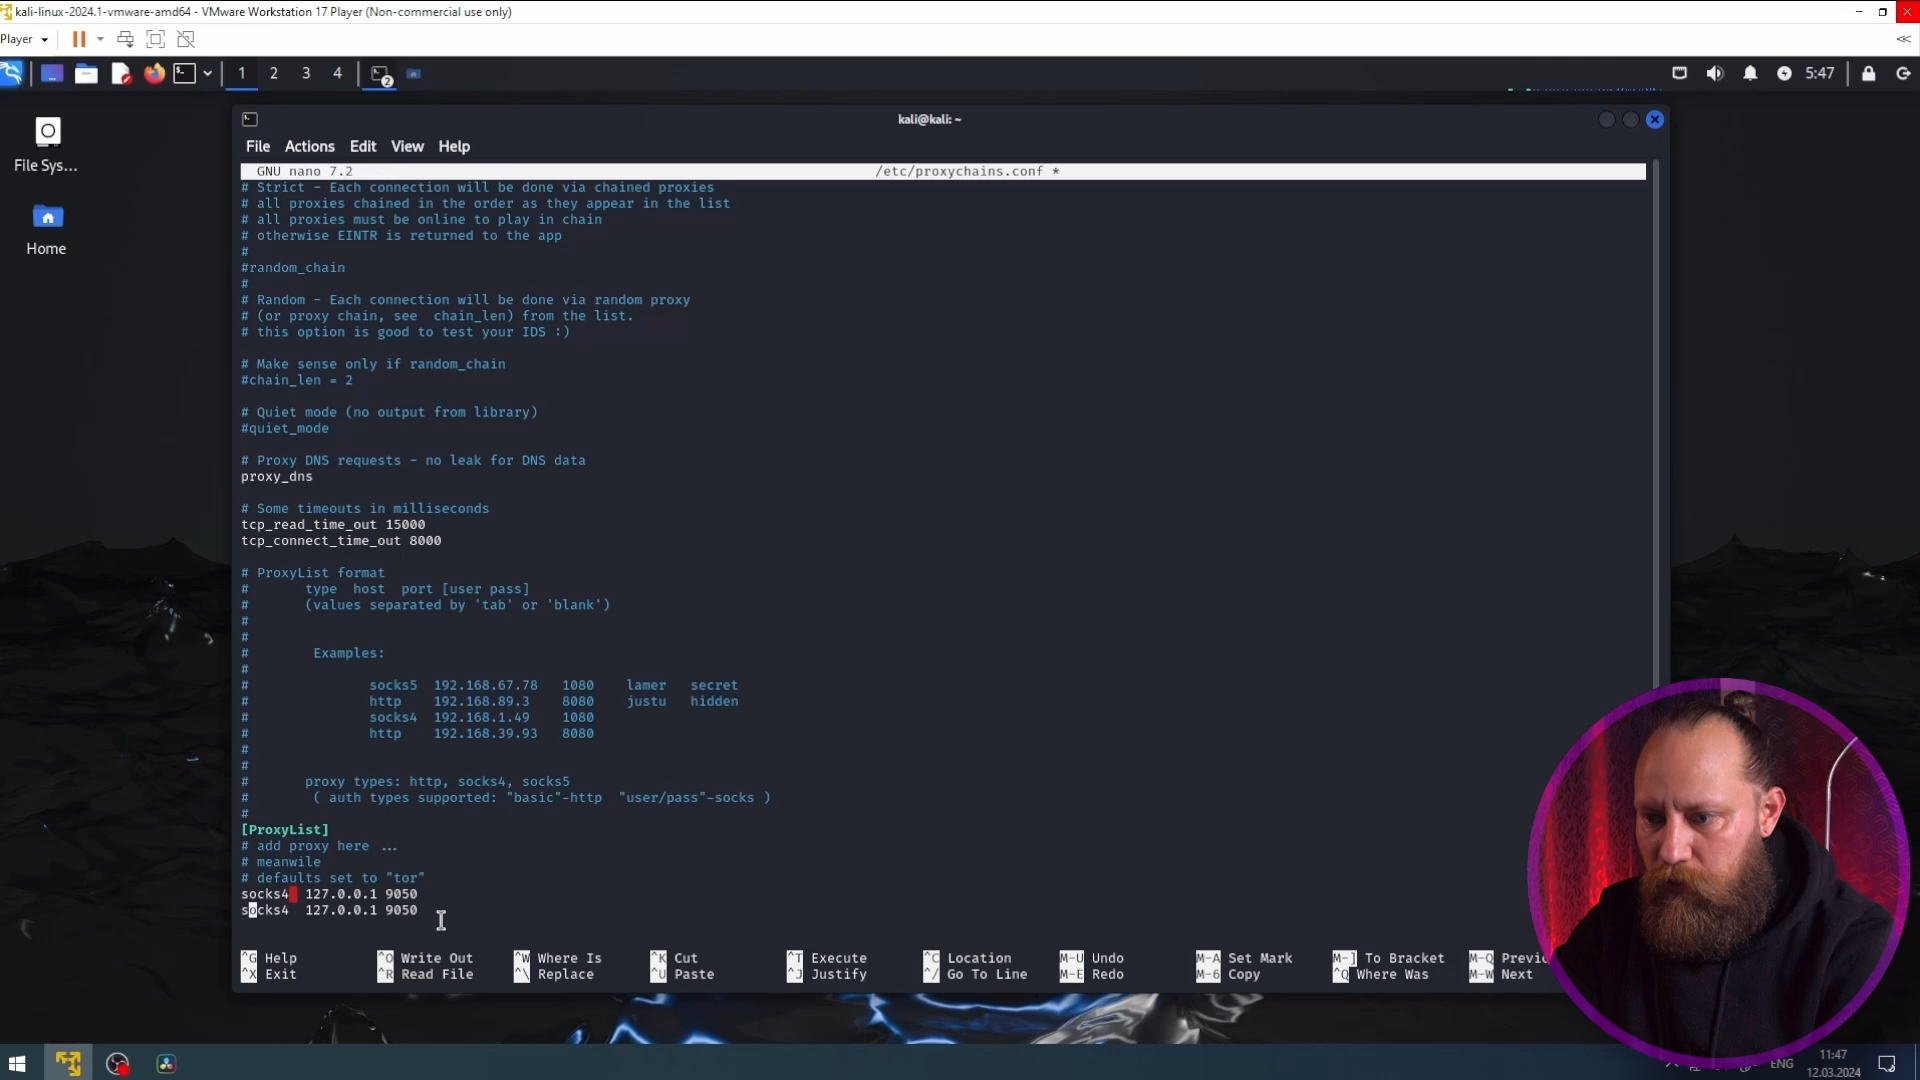 kali-linux-2024.1-vmware-amd64 - VMware Workstation 17 Player (Non-commercial use only)
Player
1 2 3 4
2
5:47
File Sys...
Home
kali@kali: ~
File Actions Edit View Help
GNU nano 7.2 /etc/proxychains.conf *
# Strict - Each connection will be done via chained proxies
# all proxies chained in the order as they appear in the list
# all proxies must be online to play in chain
# otherwise EINTR is returned to the app
#
#random_chain
#
# Random - Each connection will be done via random proxy
# (or proxy chain, see  chain_len) from the list.
# this option is good to test your IDS :)
# Make sense only if random_chain
#chain_len = 2
# Quiet mode (no output from library)
#quiet_mode
# Proxy DNS requests - no leak for DNS data
proxy_dns
# Some timeouts in milliseconds
tcp_read_time_out 15000
tcp_connect_time_out 8000
# ProxyList format
#       type  host  port [user pass]
#       (values separated by 'tab' or 'blank')
#
#
#        Examples:
#
#               socks5  192.168.67.78   1080    lamer   secret
#               http    192.168.89.3    8080    justu   hidden
#               socks4  192.168.1.49    1080
#               http    192.168.39.93   8080
#
#
#       proxy types: http, socks4, socks5
#        ( auth types supported: "basic"-http  "user/pass"-socks )
#
[ProxyList]
# add proxy here ...
# meanwile
# defaults set to "tor"
socks4  127.0.0.1 9050
socks4  127.0.0.1 9050
^G Help ^O Write Out ^W Where Is ^K Cut ^T Execute ^C Location M-U Undo M-A Set Mark M-] To Bracket M-Q Previ
^X Exit ^R Read File ^\ Replace ^U Paste ^J Justify ^/ Go To Line M-E Redo M-6 Copy ^Q Where Was M-W Next
ENG
11:47
12.03.2024